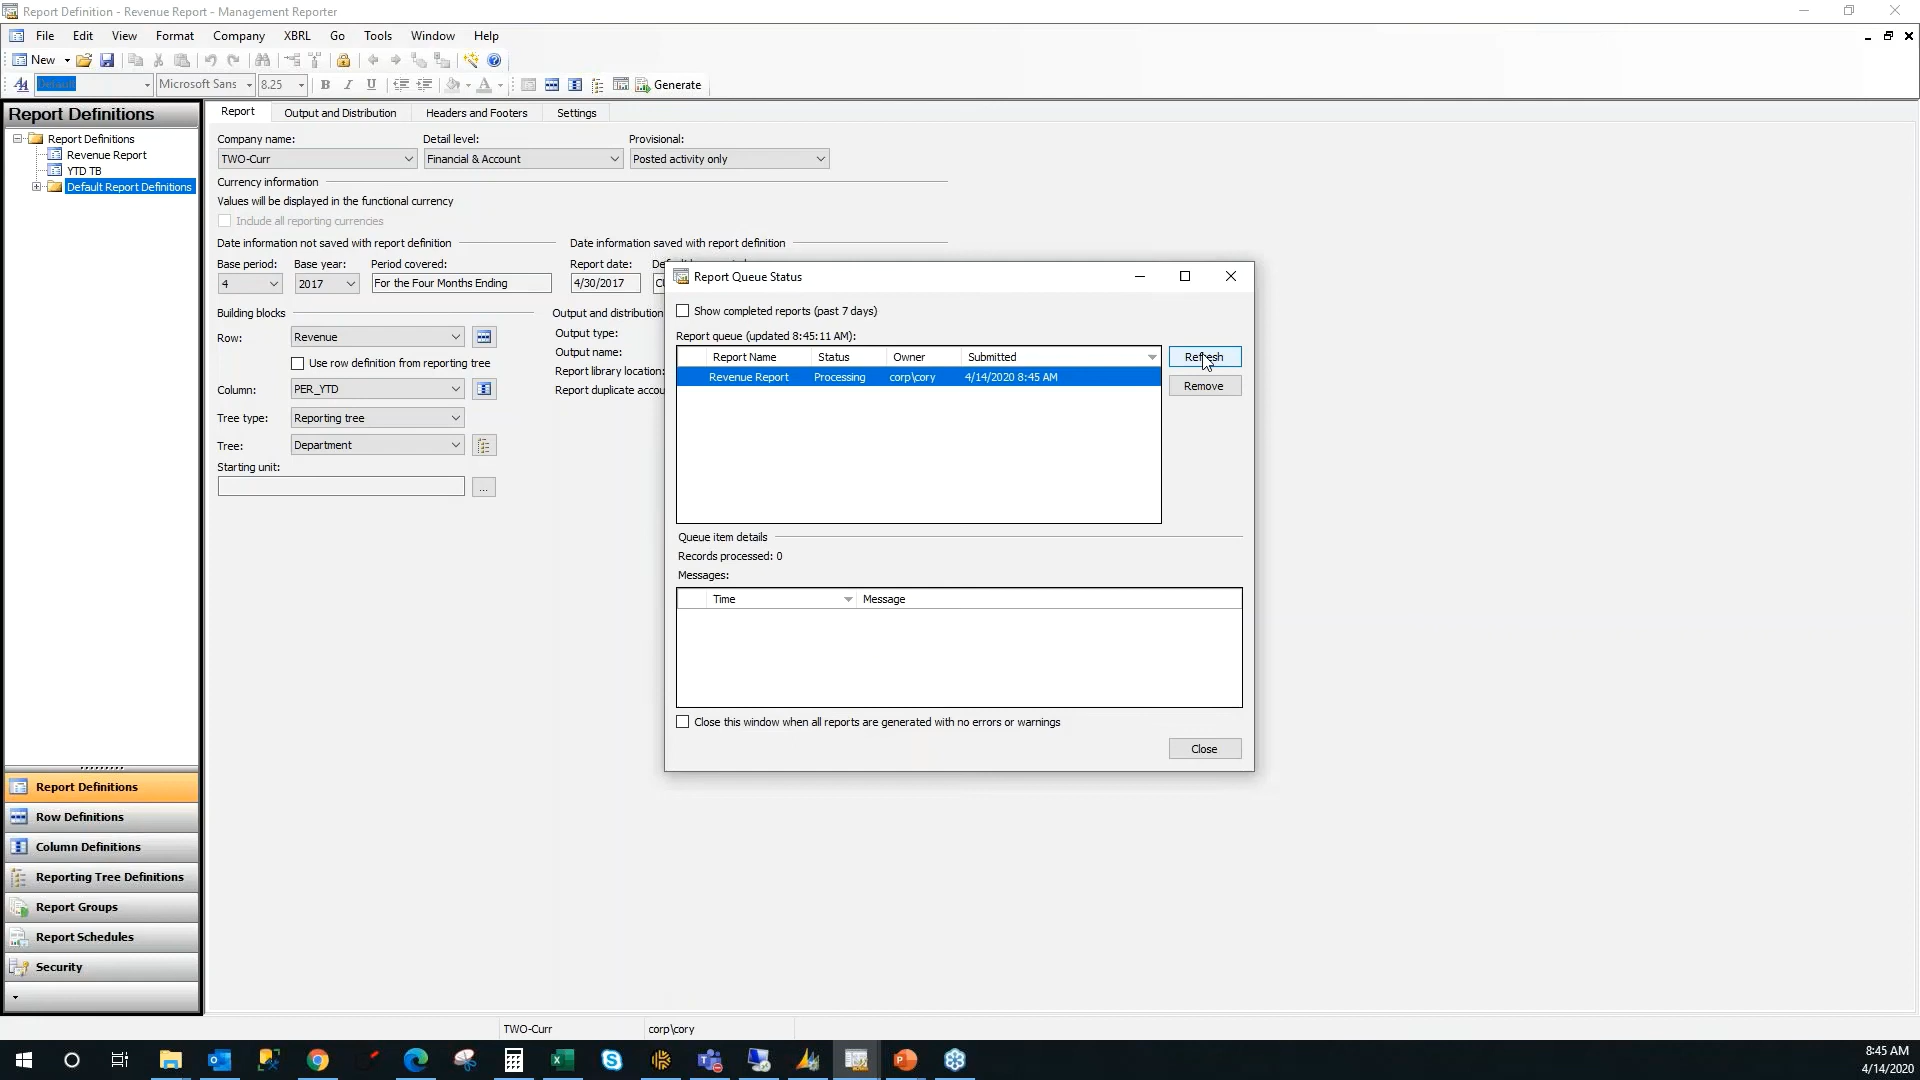 Report Definition - Revenue Report - Management Reporter
File Edit View Format Company XBRL Go Tools Window Help
New
Default Microsoft Sans 8.25 B I U A Generate
Report Definitions
Report Definitions
Revenue Report
YTD TB
Default Report Definitions
Report Output and Distribution Headers and Footers Settings
Company name: Detail level: Provisional:
TWO-Curr Financial & Account Posted activity only
Currency information
Values will be displayed in the functional currency
Include all reporting currencies
Date information not saved with report definition Date information saved with report definition
Base period: Base year: Period covered: Report date:
4 2017 For the Four Months Ending 4/30/2017
Building blocks Output and distribution
Row: Revenue Output type:
Use row definition from reporting tree Output name:
Column: PER_YTD Report library location:
Tree type: Reporting tree Report duplicate
Tree: Department
Starting unit:
...
Report Queue Status
Show completed reports (past 7 days)
Report queue (updated 8:45:11 AM):
Report Name Status Owner Submitted Refresh
Revenue Report Processing corp\cory 4/14/2020 8:45 AM Remove
Queue item details
Records processed: 0
Messages:
Time Message
Close this window when all reports are generated with no errors or warnings
Close
Report Definitions
Row Definitions
Column Definitions
Reporting Tree Definitions
Report Groups
Report Schedules
Security
TWO-Curr corp\cory
8:45 AM
4/14/2020